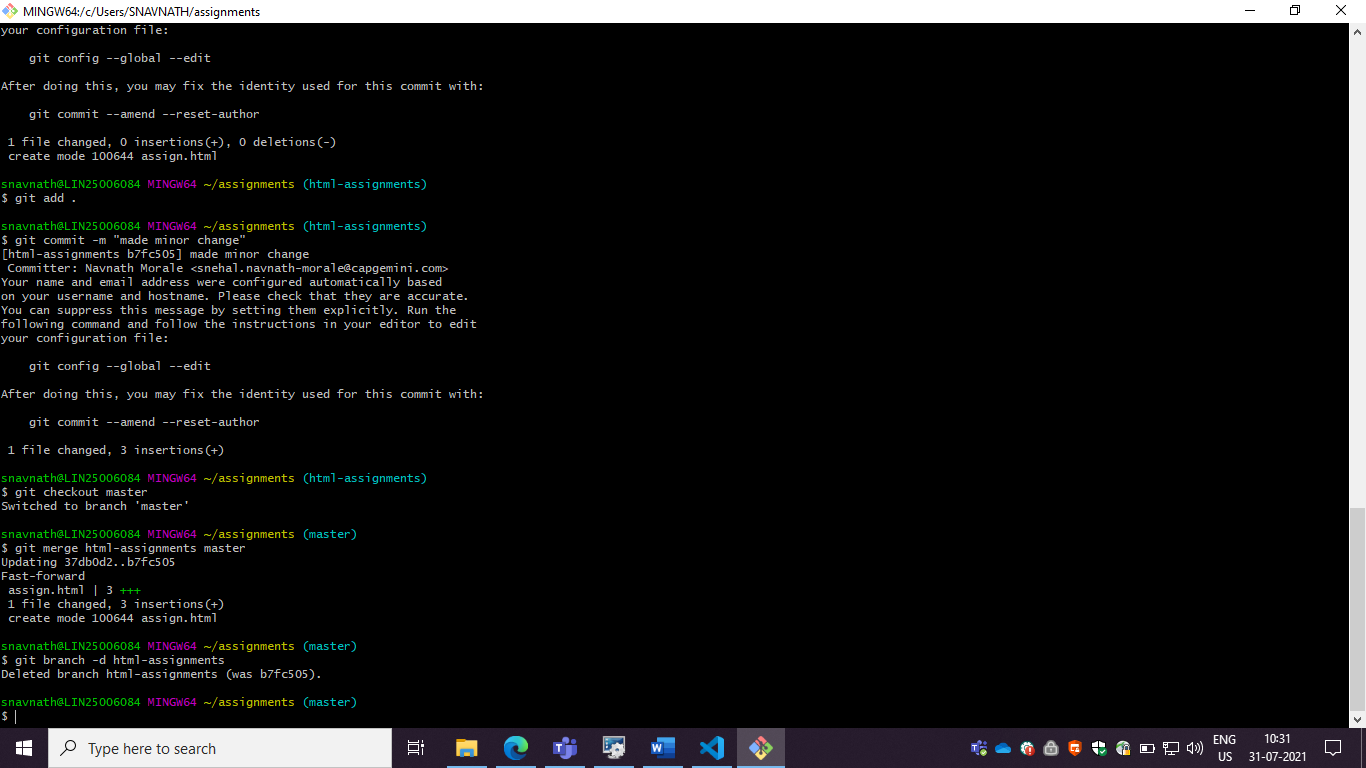 MINGW64:/c/Users/SNAVNATH/assignments
your configuration file:
git config --global --edit
After doing this, you may fix the identity used for this commit with:
git commit --amend --reset-author
1 file changed, 0 insertions(+), 0 deletions(-)
create mode 100644 assign.html
snavnath@LIN25006084 MINGW64 ~/assignments (html-assignments)
$ git add .
snavnath@LIN25006084 MINGW64 ~/assignments (html-assignments)
$ git commit -m "made minor change"
[html-assignments b7fc505] made minor change
Committer: Navnath Morale <snehal.navnath-morale@capgemini.com>
Your name and email address were configured automatically based
on your username and hostname. Please check that they are accurate.
You can suppress this message by setting them explicitly. Run the
following command and follow the instructions in your editor to edit
your configuration file:
git config --global --edit
After doing this, you may fix the identity used for this commit with:
git commit --amend --reset-author
1 file changed, 3 insertions(+)
snavnath@LIN25006084 MINGW64 ~/assignments (html-assignments)
$ git checkout master
Switched to branch 'master'
snavnath@LIN25006084 MINGW64 ~/assignments (master)
$ git merge html-assignments master
Updating 37db0d2..b7fc505
Fast-forward
assign.html | 3 +++
1 file changed, 3 insertions(+)
create mode 100644 assign.html
snavnath@LIN25006084 MINGW64 ~/assignments (master)
$ git branch -d html-assignments
Deleted branch html-assignments (was b7fc505).
snavnath@LIN25006084 MINGW64 ~/assignments (master)
$
Type here to search
ENG
US
10:31
31-07-2021